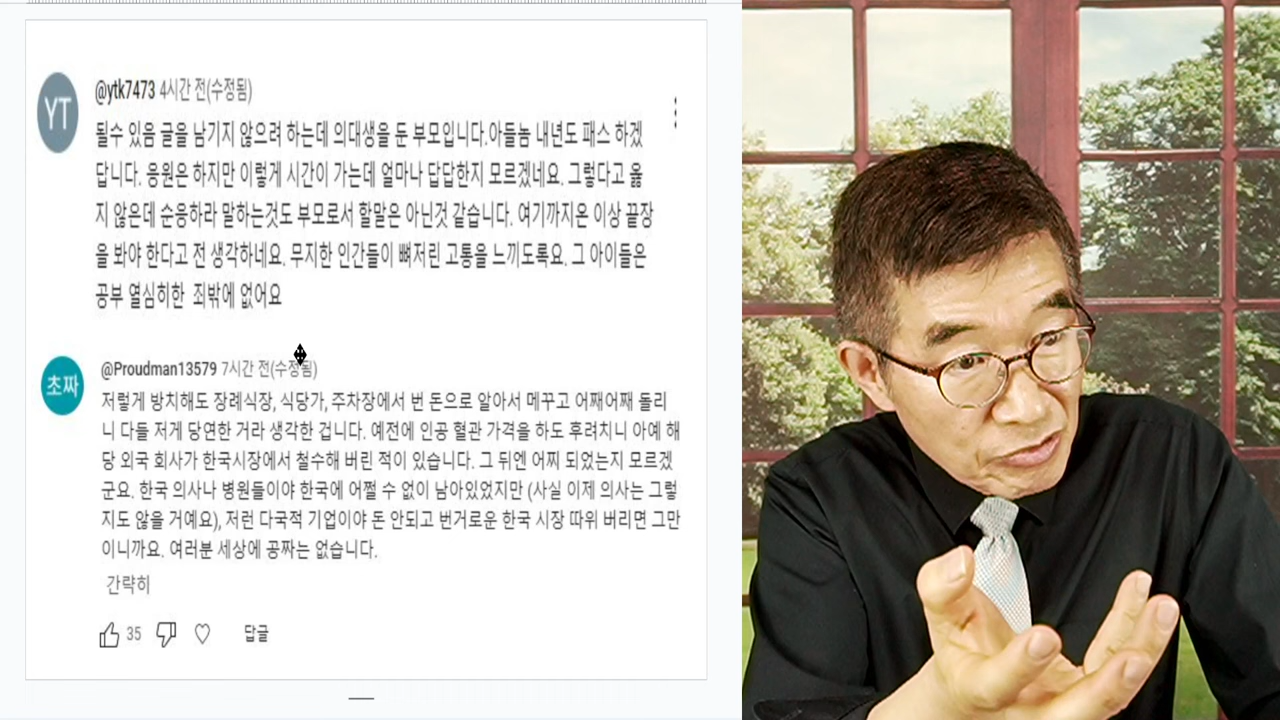 YT
@ytk7473 4시간 전(수정됨)
될수 있음 글을 남기지 않으려 하는데 의대생을 둔 부모입니다.아들놈 내년도 패스 하겠
답니다. 응원은 하지만 이렇게 시간이 가는데 얼마나 답답한지 모르겠네요. 그렇다고 옳
지 않은데 순응하라 말하는것도 부모로서 할말은 아닌것 같습니다. 여기까지온 이상 끝장
을 봐야 한다고 전 생각하네요. 무지한 인간들이 뼈저린 고통을 느끼도록요. 그 아이들은
공부 열심히한 죄밖에 없어요
초짜
@Proudman13579 7시간 전(수정됨)
저렇게 방치해도 장례식장, 식당가, 주차장에서 번 돈으로 알아서 메꾸고 어째어째 돌리
니 다들 저게 당연한 거라 생각한 겁니다. 예전에 인공 혈관 가격을 하도 후려치니 아예 해
당 외국 회사가 한국시장에서 철수해 버린 적이 있습니다. 그 뒤엔 어찌 되었는지 모르겠
군요. 한국 의사나 병원들이야 한국에 어쩔 수 없이 남아있었지만 (사실 이제 의사는 그렇
지도 않을 거예요), 저런 다국적 기업이야 돈 안되고 번거로운 한국 시장 따위 버리면 그만
이니까요. 여러분 세상에 공짜는 없습니다.
간략히
35 답글